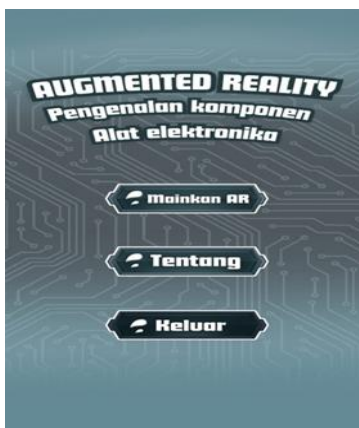 AUGMENTED REALITY
Pengenalan komponen
Alat elektronika
Mainkan AR
Tentang
Keluar